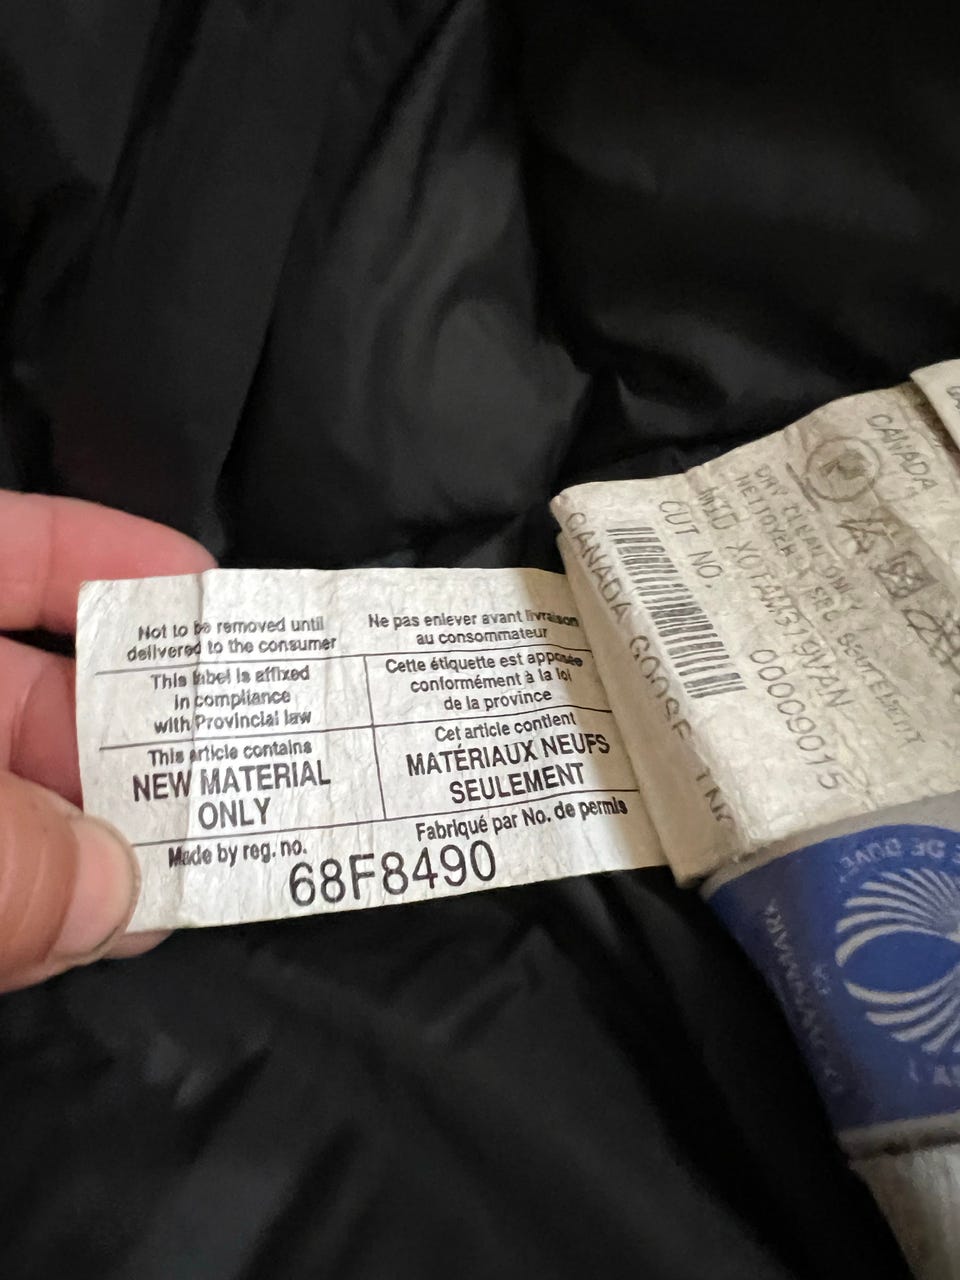 Not to be removed until
delivered to the consumer
Ne pas enlever avant livraison
au consommateur
This label is affixed
in compliance
with Provincial law
Cette étiquette est apposée
conformément à la loi
de la province
This article contains
NEW MATERIAL
ONLY
Cet article contient
MATÉRIAUX NEUFS
SEULEMENT
Made by reg. no.
Fabriqué par No. de permis
68F8490
CANADA GOOSE
CUT NO. 00009015
DRY CLEAN ONLY
CANADA